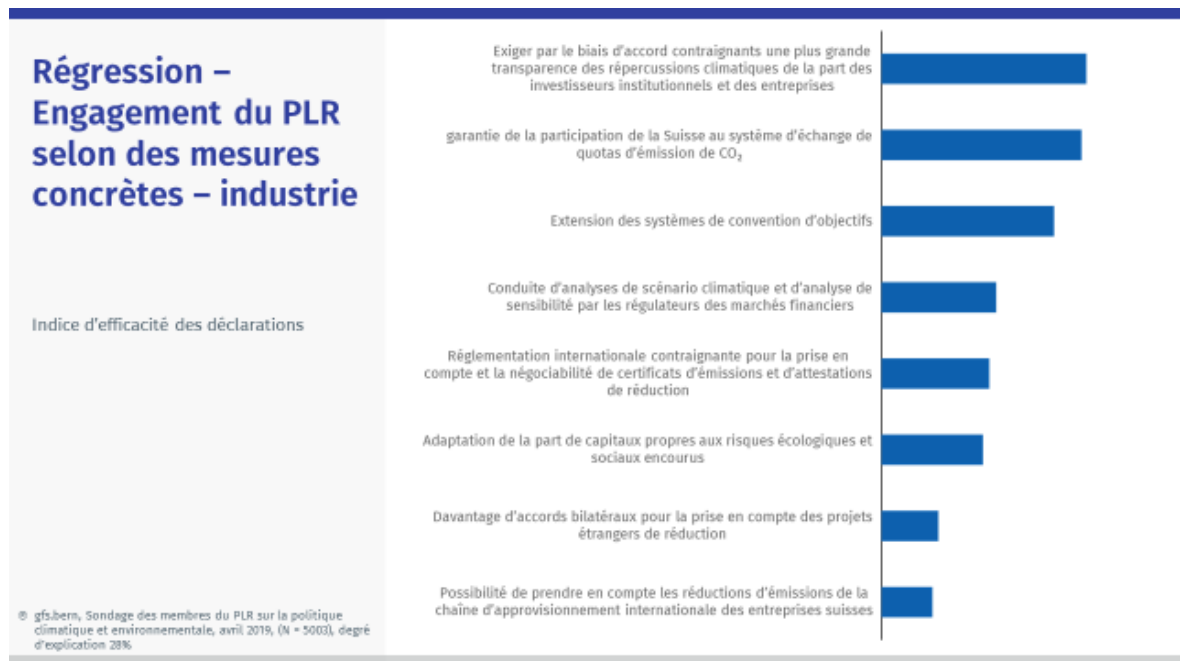 Régression –
Engagement du PLR
selon des mesures
concrètes – industrie
Indice d'efficacité des déclarations
© gfs.bern, Sondage des membres du PLR sur la politique
climatique et environnementale, avril 2019, (N = 5003), degré
d'explication 28%
Exiger par le biais d'accord contraignants une plus grande
transparence des répercussions climatiques de la part des
investisseurs institutionnels et des entreprises
garantie de la participation de la Suisse au système d'échange de
quotas d'émission de CO₂
Extension des systèmes de convention d'objectifs
Conduite d'analyses de scénario climatique et d'analyse de
sensibilité par les régulateurs des marchés financiers
Réglementation internationale contraignante pour la prise en
compte et la négociabilité de certificats d'émissions et d'attestations
de réduction
Adaptation de la part de capitaux propres aux risques écologiques et
sociaux encourus
Davantage d'accords bilatéraux pour la prise en compte des projets
étrangers de réduction
Possibilité de prendre en compte les réductions d'émissions de la
chaîne d'approvisionnement internationale des entreprises suisses